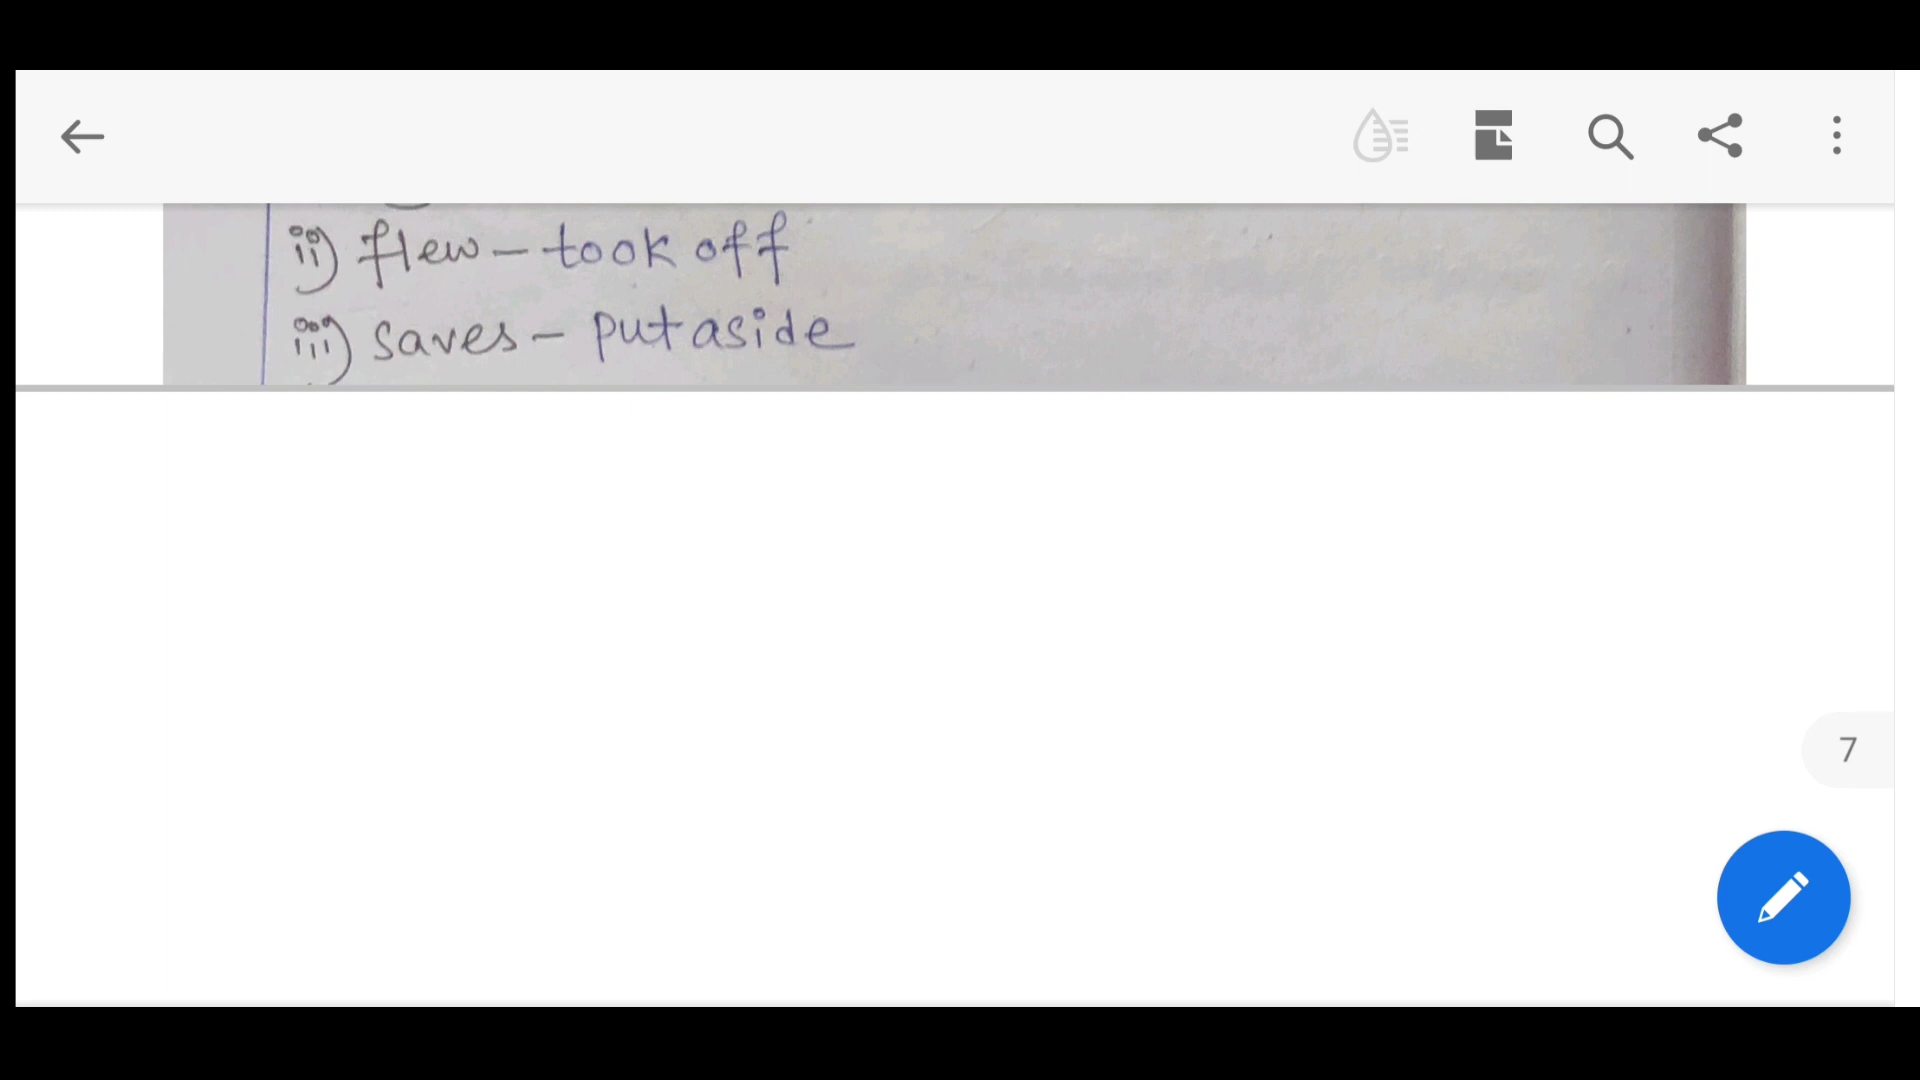 ii) flew - took off
iii) saves - put aside
7